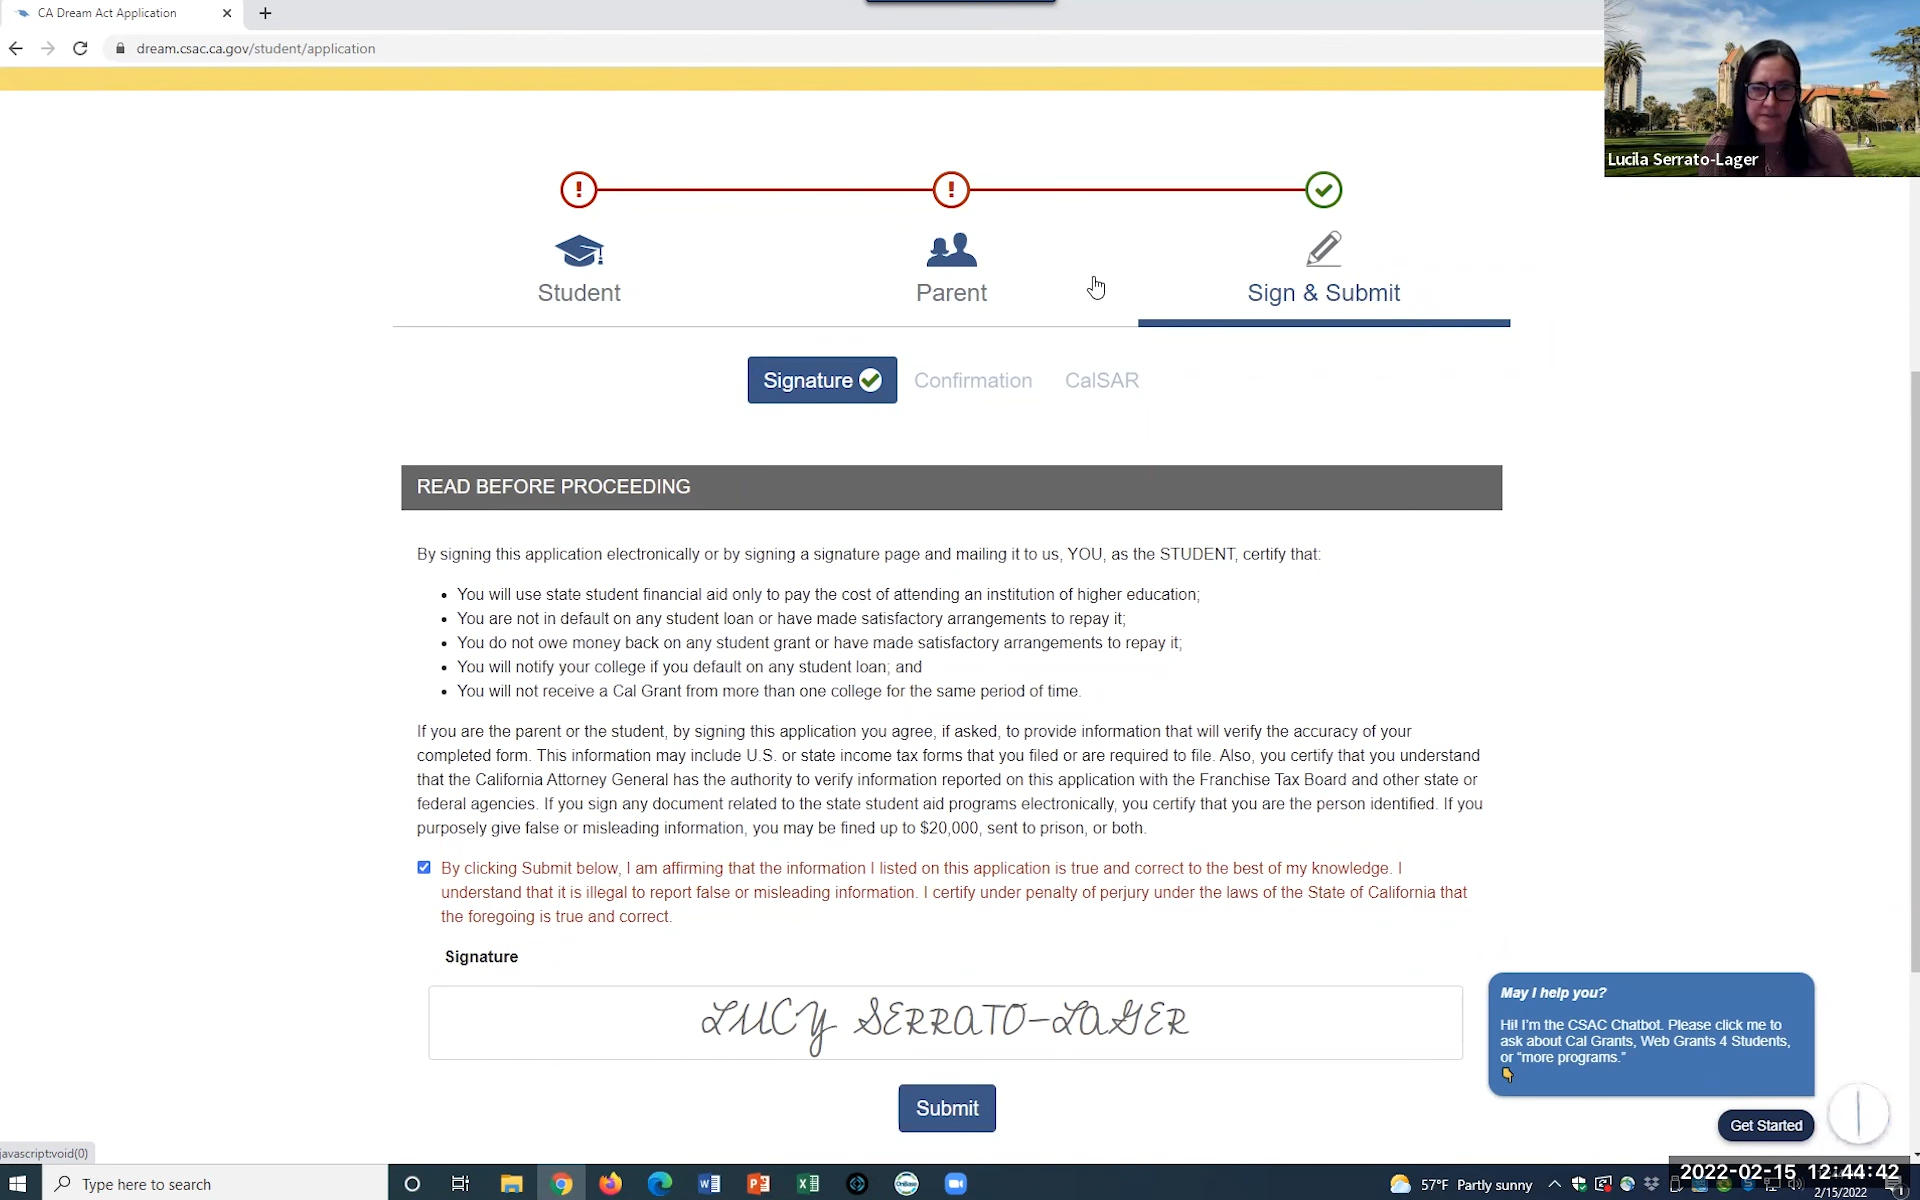 CA Dream Act Application
dream.csac.ca.gov/student/application
Lucila Serrato-Lager
Student
Parent
Sign & Submit
Signature
Confirmation
CalSAR
READ BEFORE PROCEEDING
By signing this application electronically or by signing a signature page and mailing it to us, YOU, as the STUDENT, certify that:
• You will use state student financial aid only to pay the cost of attending an institution of higher education;
• You are not in default on any student loan or have made satisfactory arrangements to repay it;
• You do not owe money back on any student grant or have made satisfactory arrangements to repay it;
• You will notify your college if you default on any student loan; and
• You will not receive a Cal Grant from more than one college for the same period of time.
If you are the parent or the student, by signing this application you agree, if asked, to provide information that will verify the accuracy of your
completed form. This information may include U.S. or state income tax forms that you filed or are required to file. Also, you certify that you understand
that the California Attorney General has the authority to verify information reported on this application with the Franchise Tax Board and other state or
federal agencies. If you sign any document related to the state student aid programs electronically, you certify that you are the person identified. If you
purposely give false or misleading information, you may be fined up to $20,000, sent to prison, or both.
By clicking Submit below, I am affirming that the information I listed on this application is true and correct to the best of my knowledge. I
understand that it is illegal to report false or misleading information. I certify under penalty of perjury under the laws of the State of California that
the foregoing is true and correct.
Signature
LUCY SERRATO-LAGER
Submit
May I help you?
Hi! I'm the CSAC Chatbot. Please click me to
ask about Cal Grants, Web Grants 4 Students,
or “more programs.”
Get Started
javascript:void(0)
Type here to search
57°F Partly sunny
2022-02-15 12:44:42
2/15/2022